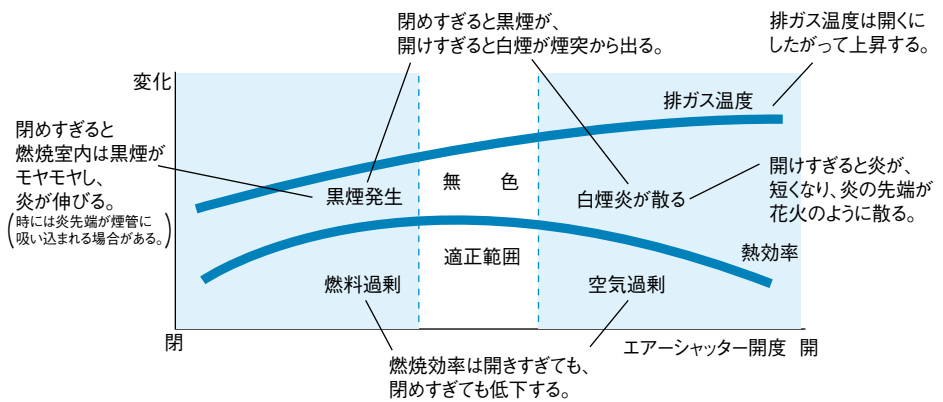 閉めすぎると黒煙が、
開けすぎると白煙が煙突から出る。
排ガス温度は開くに
したがって上昇する。
変化
排ガス温度
閉めすぎると
燃焼室内は黒煙が
モヤモヤし、
炎が伸びる。
(時には炎先端が煙管に
吸い込まれる場合がある。)
黒煙発生
無 色
白煙炎が散る
開けすぎると炎が、
短くなり、炎の先端が
花火のように散る。
適正範囲
熱効率
燃料過剰
空気過剰
閉
エアーシャッター開度 開
燃焼効率は開きすぎても、
閉めすぎても低下する。